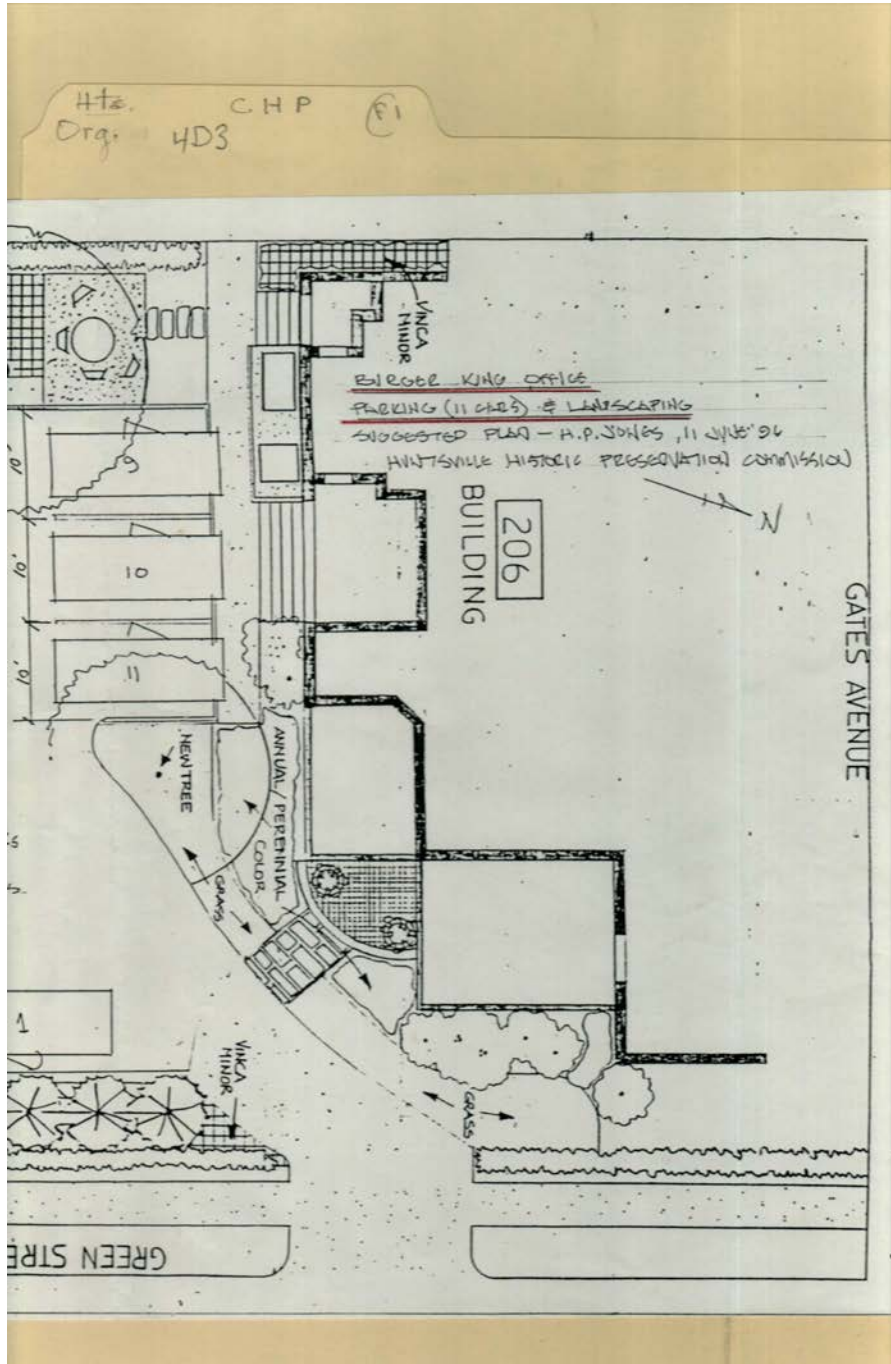 Hts. C H P F1
Org. 4D3
VINCA
MINOR
BURGER KING OFFICE
PARKING (11 CARS) & LANDSCAPING
SUGGESTED PLAN - H.P. JONES, 11 JUNE '96
HUNTSVILLE HISTORIC PRESERVATION COMMISSION
N
206
BUILDING
GATES AVENUE
9
10
11
10'
10'
10'
NEW TREE
ANNUAL / PERENNIAL
COLOR
GRASS
1
VINCA
MINOR
GRASS
GREEN STRE